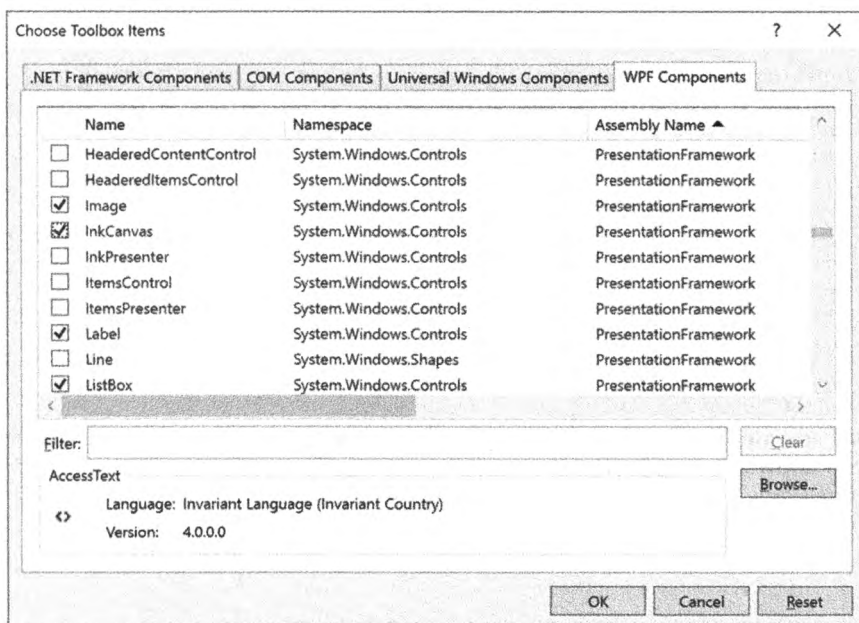 Choose Toolbox Items ? ×
.NET Framework Components COM Components Universal Windows Components WPF Components
Name Namespace Assembly Name
HeaderedContentControl System.Windows.Controls PresentationFramework
HeaderedItemsControl System.Windows.Controls PresentationFramework
Image System.Windows.Controls PresentationFramework
InkCanvas System.Windows.Controls PresentationFramework
InkPresenter System.Windows.Controls PresentationFramework
ItemsControl System.Windows.Controls PresentationFramework
ItemsPresenter System.Windows.Controls PresentationFramework
Label System.Windows.Controls PresentationFramework
Line System.Windows.Shapes PresentationFramework
ListBox System.Windows.Controls PresentationFramework
Filter: Clear
AccessText Browse...
Language: Invariant Language (Invariant Country)
Version: 4.0.0.0
OK Cancel Reset